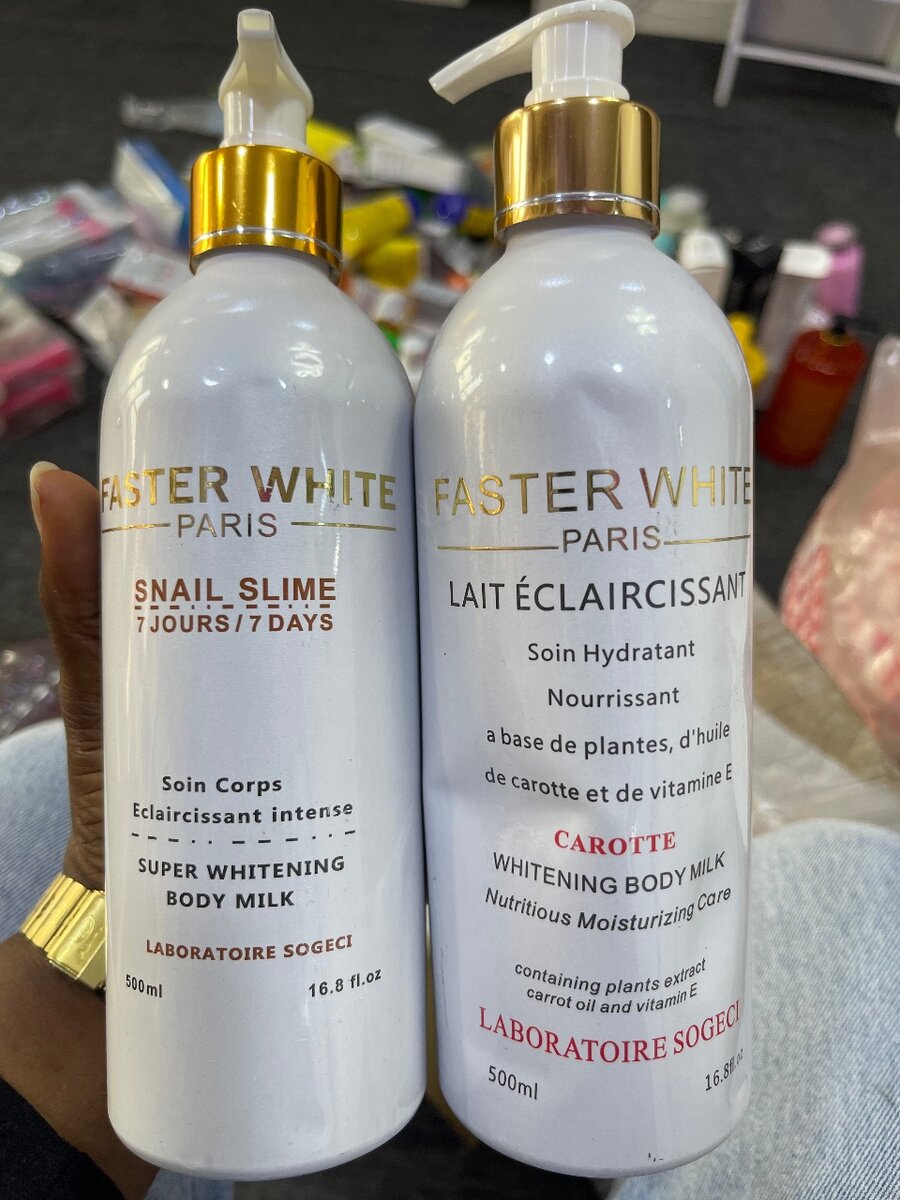 FASTER WHITE
PARIS
SNAIL SLIME
7 JOURS / 7 DAYS
Soin Corps
Eclaircissant intense
SUPER WHITENING
BODY MILK
LABORATOIRE SOGECI
500ml 16.8 fl.oz
FASTER WHITE
PARIS
LAIT ÉCLAIRCISSANT
Soin Hydratant
Nourrissant
a base de plantes, d'huile
de carotte et de vitamine E
CAROTTE
WHITENING BODY MILK
Nutritious Moisturizing Care
containing plants extract
carrot oil and vitamin E
LABORATOIRE SOGECI
500ml 16.8fl.oz